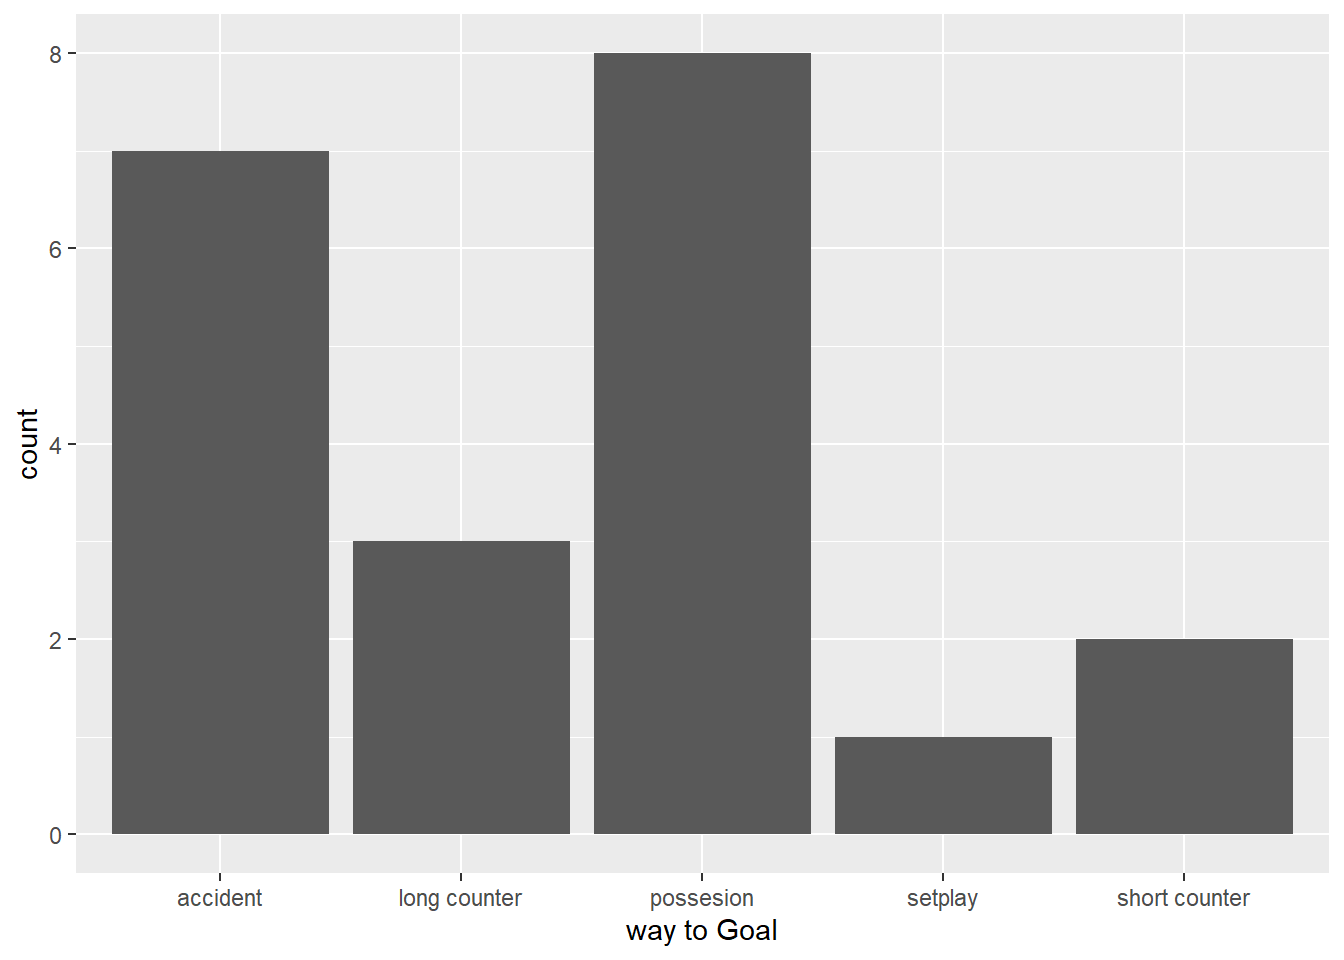 8
6
4
2
0
count
accident
long counter
possesion
setplay
short counter
way to Goal